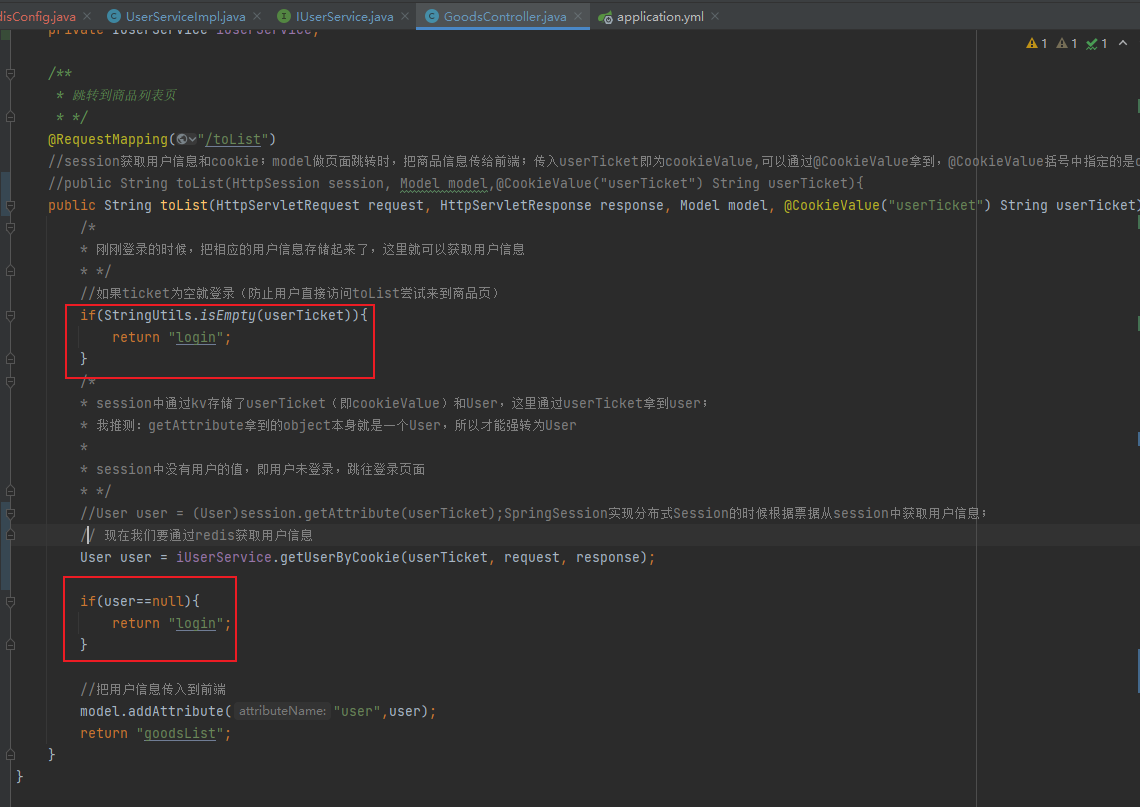 disConfig.java UserServiceImpl.java IUserService.java GoodsController.java application.yml
private IUserService iUserService;
1 1 1
/**
* 跳转到商品列表页
* */
@RequestMapping("/toList")
//session获取用户信息和cookie；model做页面跳转时，把商品信息传给前端；传入userTicket即为cookieValue,可以通过@CookieValue拿到，@CookieValue括号中指定的是
//public String toList(HttpSession session, Model model,@CookieValue("userTicket") String userTicket){
public String toList(HttpServletRequest request, HttpServletResponse response, Model model, @CookieValue("userTicket") String userTicket)
/*
* 刚刚登录的时候，把相应的用户信息存储起来了，这里就可以获取用户信息
* */
//如果ticket为空就登录（防止用户直接访问toList尝试来到商品页）
if(StringUtils.isEmpty(userTicket)){
return "login";
}
/*
* session中通过kv存储了userTicket（即cookieValue）和User，这里通过userTicket拿到user；
* 我推测：getAttribute拿到的object本身就是一个User，所以才能强转为User
*
* session中没有用户的值，即用户未登录，跳往登录页面
* */
//User user = (User)session.getAttribute(userTicket);SpringSession实现分布式Session的时候根据票据从session中获取用户信息；
// 现在我们要通过redis获取用户信息
User user = iUserService.getUserByCookie(userTicket, request, response);
if(user==null){
return "login";
}
//把用户信息传入到前端
model.addAttribute( attributeName: "user",user);
return "goodsList";
}
}